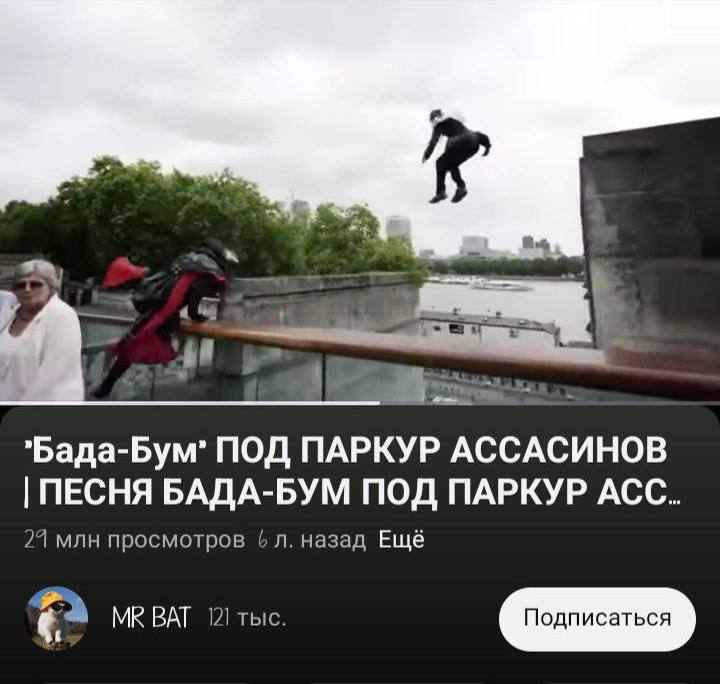 "Бада-Бум" ПОД ПАРКУР АССАСИНОВ
| ПЕСНЯ БАДА-БУМ ПОД ПАРКУР АСС...
29 млн просмотров 6 л. назад Ещё
MR BAT 121 тыс.
Подписаться